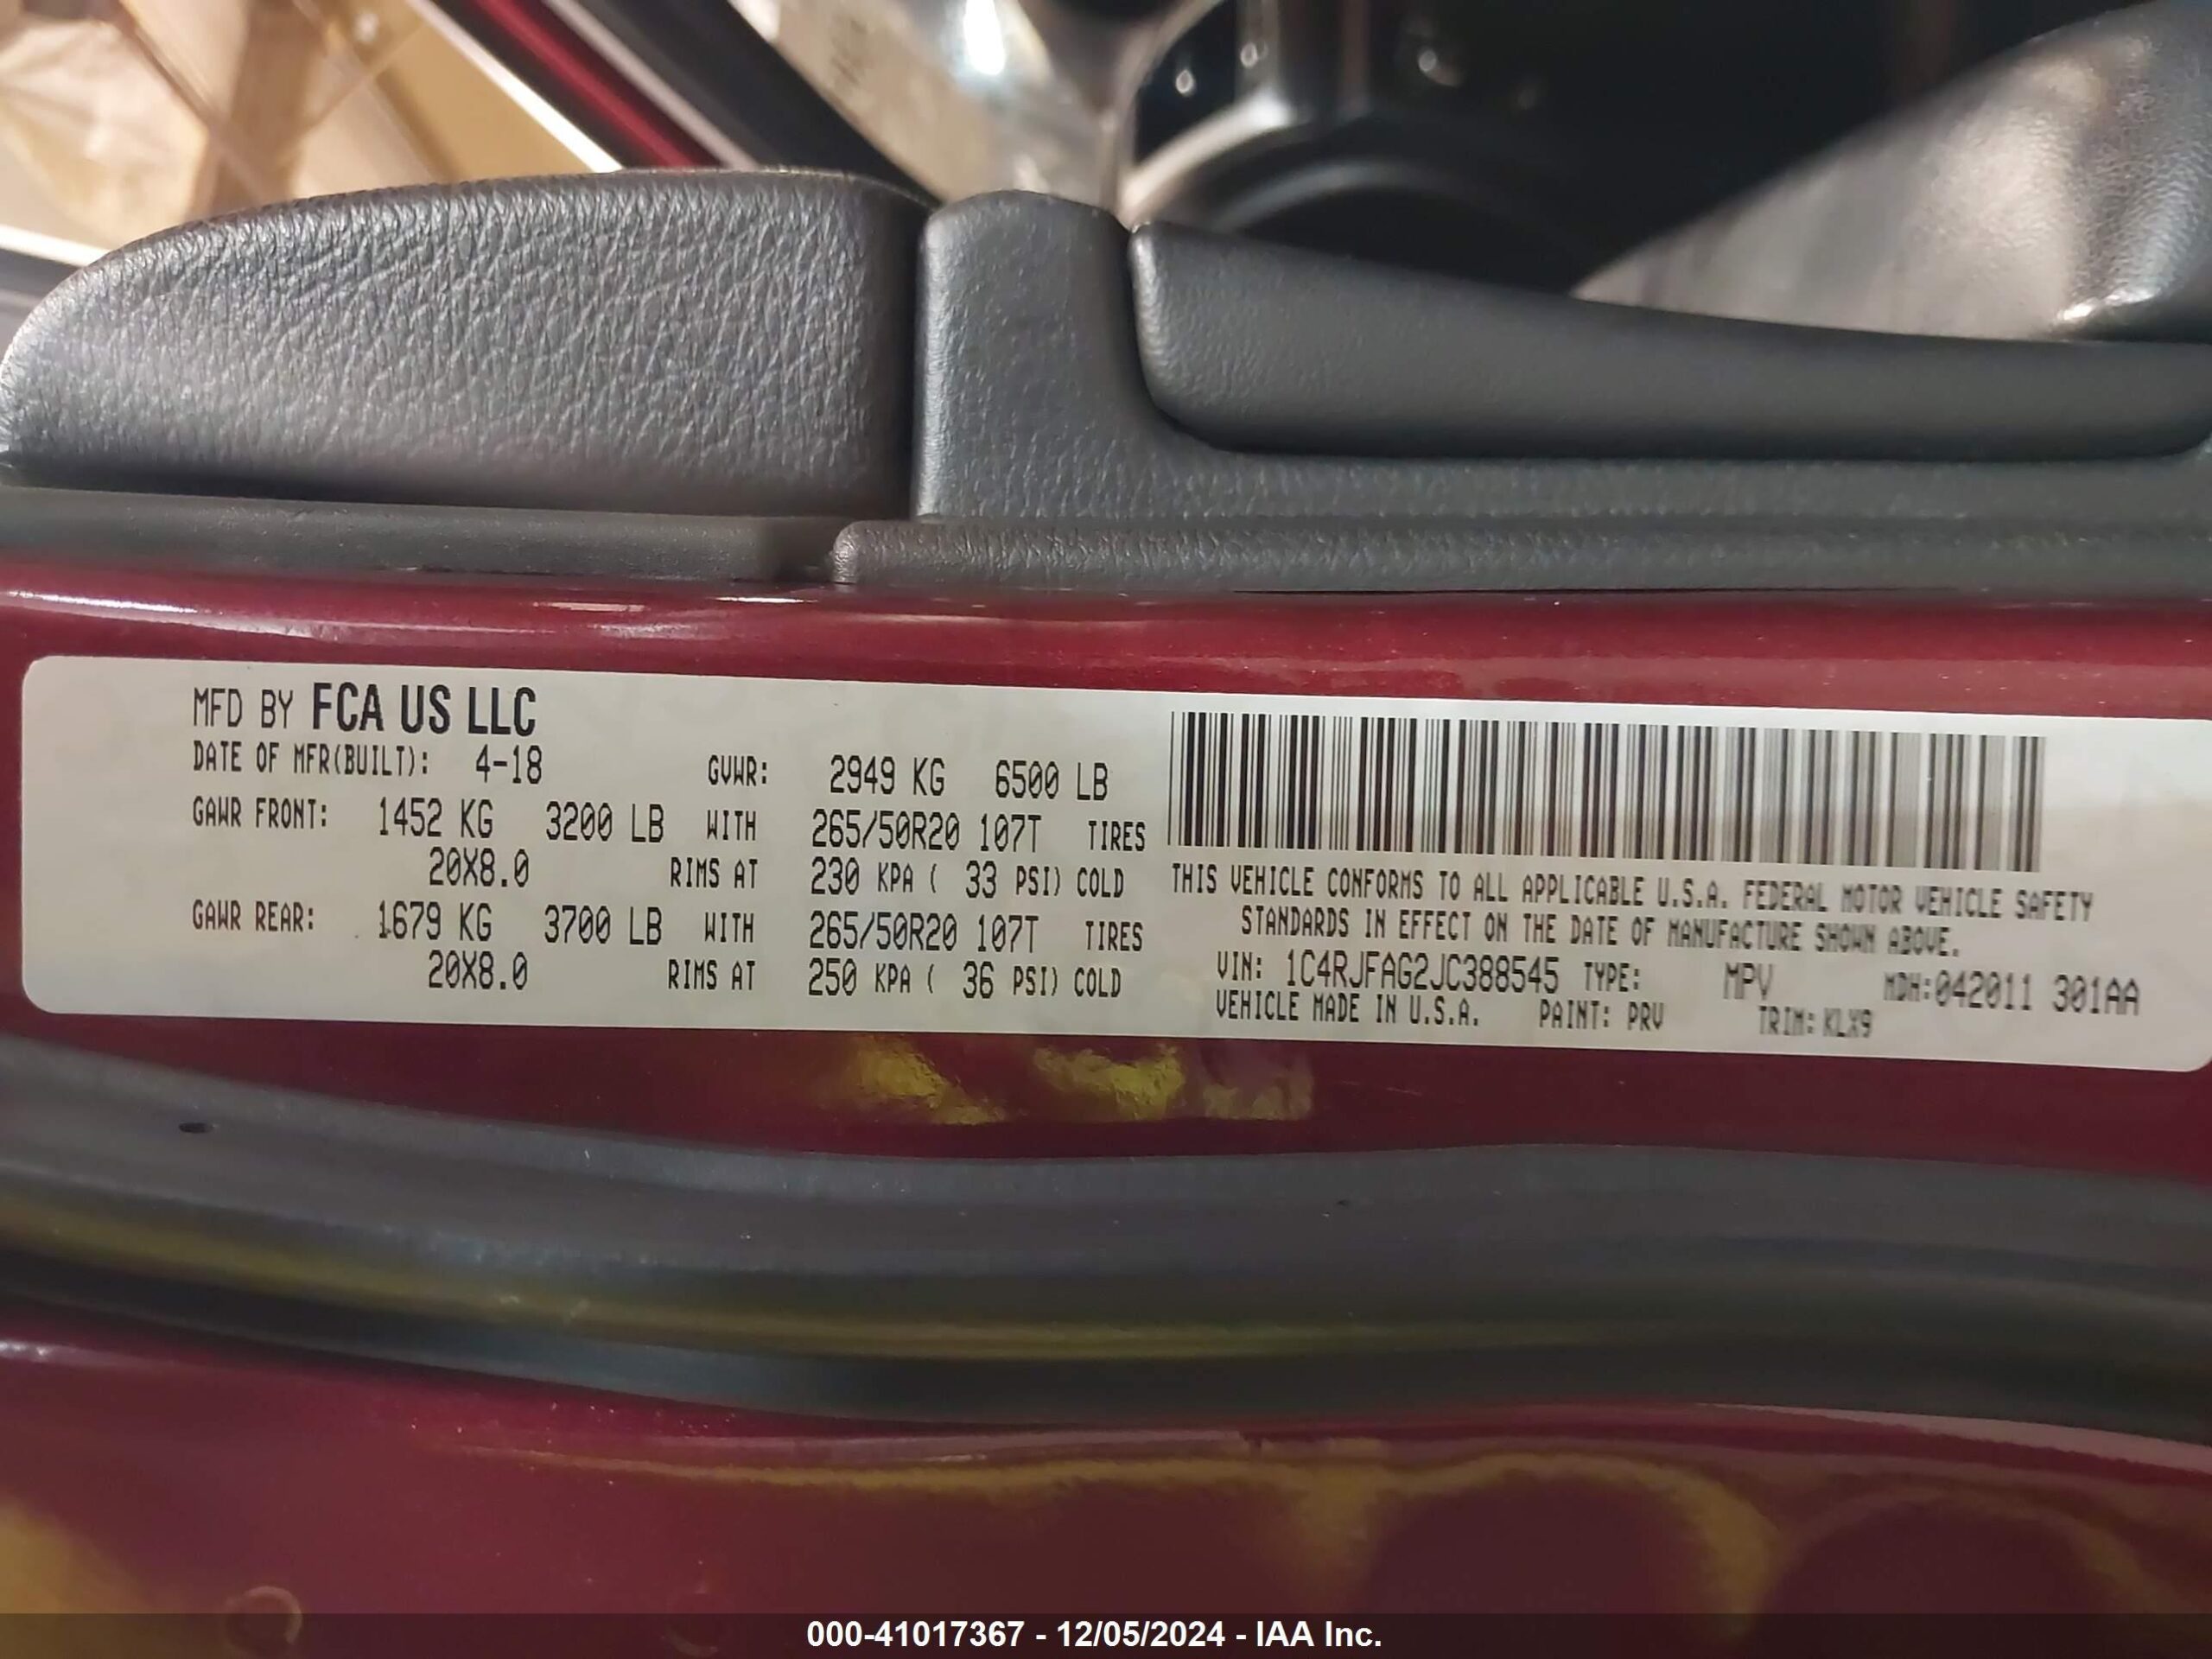 MFD BY FCA US LLC
DATE OF MFR(BUILT): 4-18 GVWR: 2949 KG 6500 LB
GAWR FRONT: 1452 KG 3200 LB WITH 265/50R20 107T TIRES
20X8.0 RIMS AT 230 KPA ( 33 PSI) COLD
GAWR REAR: 1679 KG 3700 LB WITH 265/50R20 107T TIRES
20X8.0 RIMS AT 250 KPA ( 36 PSI) COLD
THIS VEHICLE CONFORMS TO ALL APPLICABLE U.S.A. FEDERAL MOTOR VEHICLE SAFETY
STANDARDS IN EFFECT ON THE DATE OF MANUFACTURE SHOWN ABOVE.
VIN: 1C4RJFAG2JC388545 TYPE: MPV MDH:042011 301AA
VEHICLE MADE IN U.S.A. PAINT: PRV TRIM: KLX9
000-41017367 - 12/05/2024 - IAA Inc.